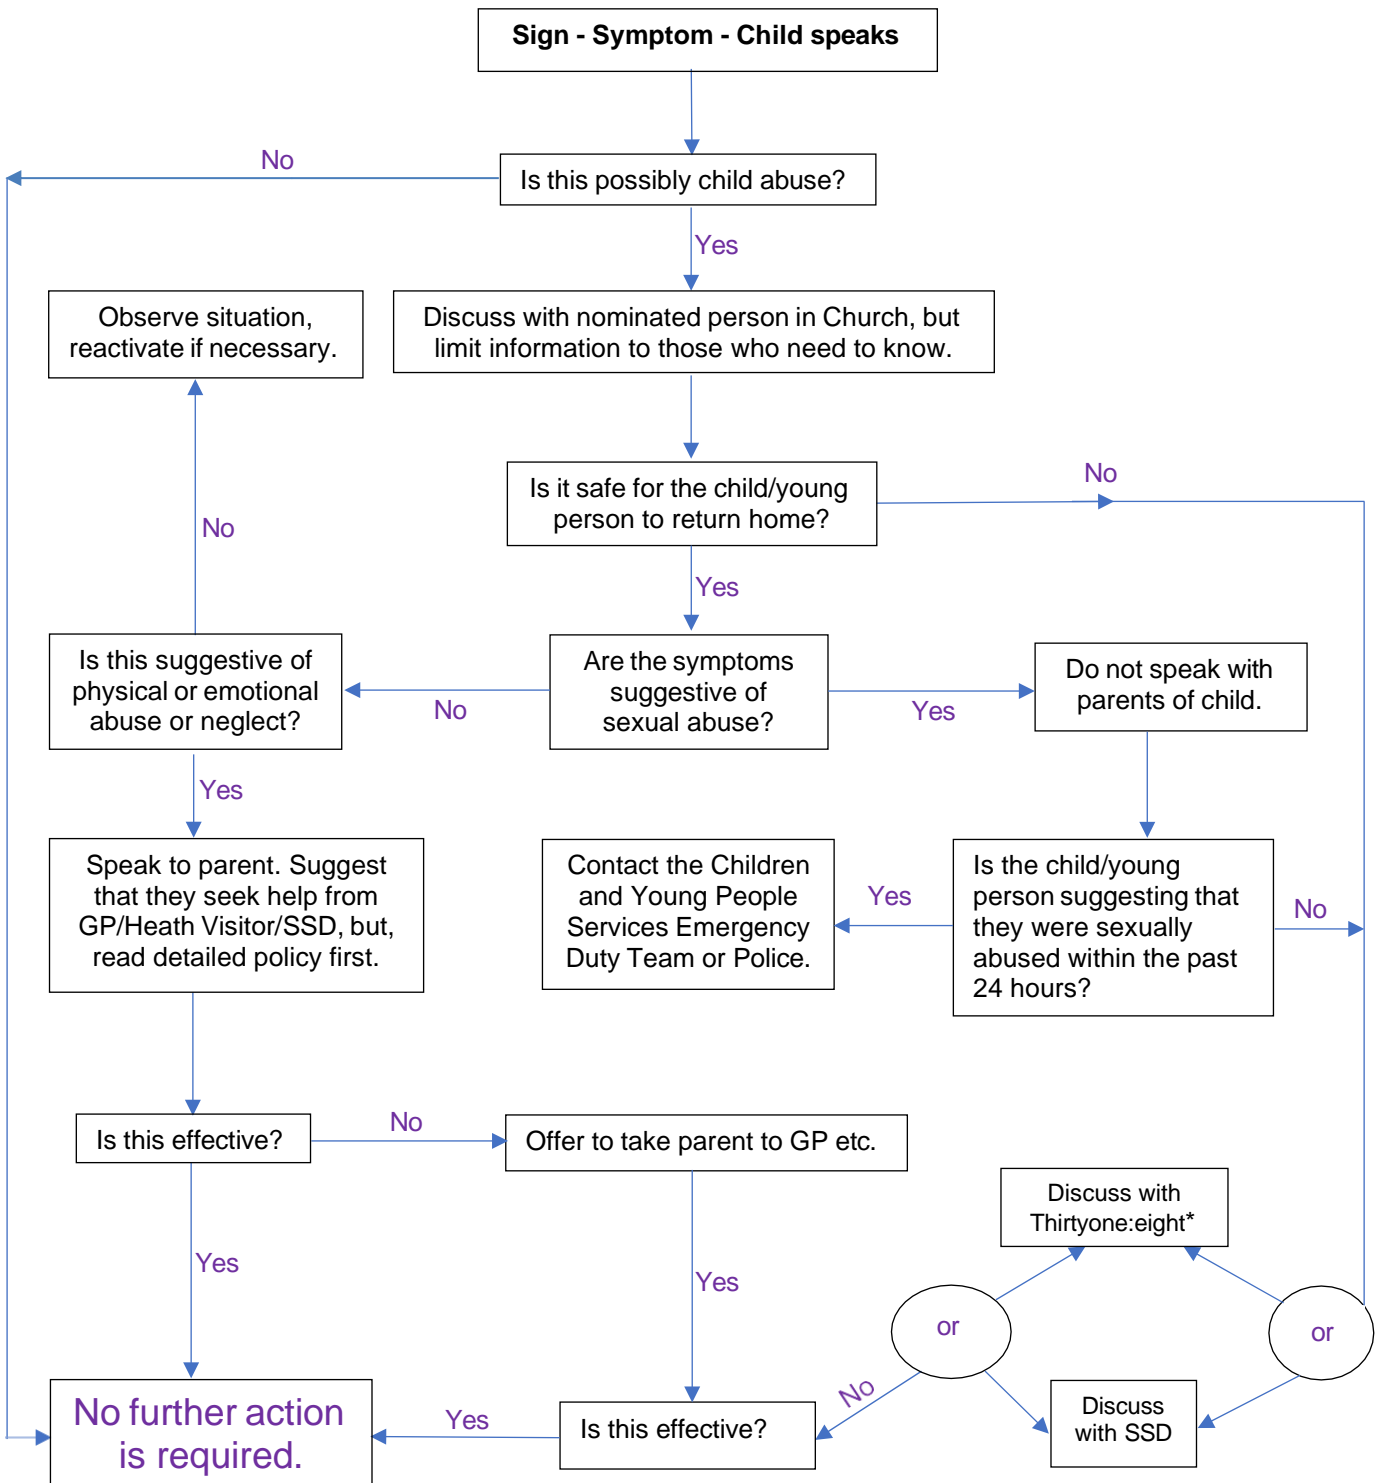 Sign - Symptom - Child speaks
No
Is this possibly child abuse?
Yes
Observe situation,
reactivate if necessary.
Discuss with nominated person in Church, but
limit information to those who need to know.
No
Is it safe for the child/young
person to return home?
No
Yes
Is this suggestive of
physical or emotional
abuse or neglect?
No
Are the symptoms
suggestive of
sexual abuse?
Yes
Do not speak with
parents of child.
Yes
Speak to parent. Suggest
that they seek help from
GP/Heath Visitor/SSD, but,
read detailed policy first.
Contact the Children
and Young People
Services Emergency
Duty Team or Police.
Yes
Is the child/young
person suggesting that
they were sexually
abused within the past
24 hours?
No
Is this effective?
No
Offer to take parent to GP etc.
Discuss with
Thirtyone:eight*
Yes
Yes
or
or
No further action
is required.
Yes
Is this effective?
No
Discuss
with SSD